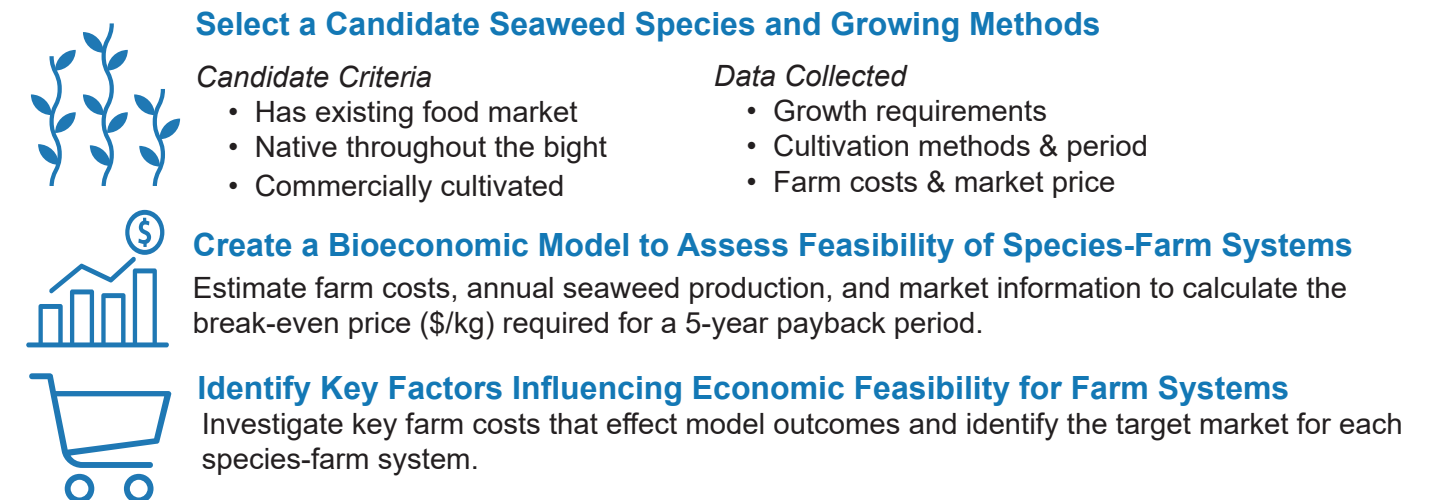 Select a Candidate Seaweed Species and Growing Methods
Candidate Criteria
• Has existing food market
• Native throughout the bight
• Commercially cultivated
Data Collected
• Growth requirements
• Cultivation methods & period
• Farm costs & market price
$
Create a Bioeconomic Model to Assess Feasibility of Species-Farm Systems
Estimate farm costs, annual seaweed production, and market information to calculate the
break-even price ($/kg) required for a 5-year payback period.
Identify Key Factors Influencing Economic Feasibility for Farm Systems
Investigate key farm costs that effect model outcomes and identify the target market for each
species-farm system.